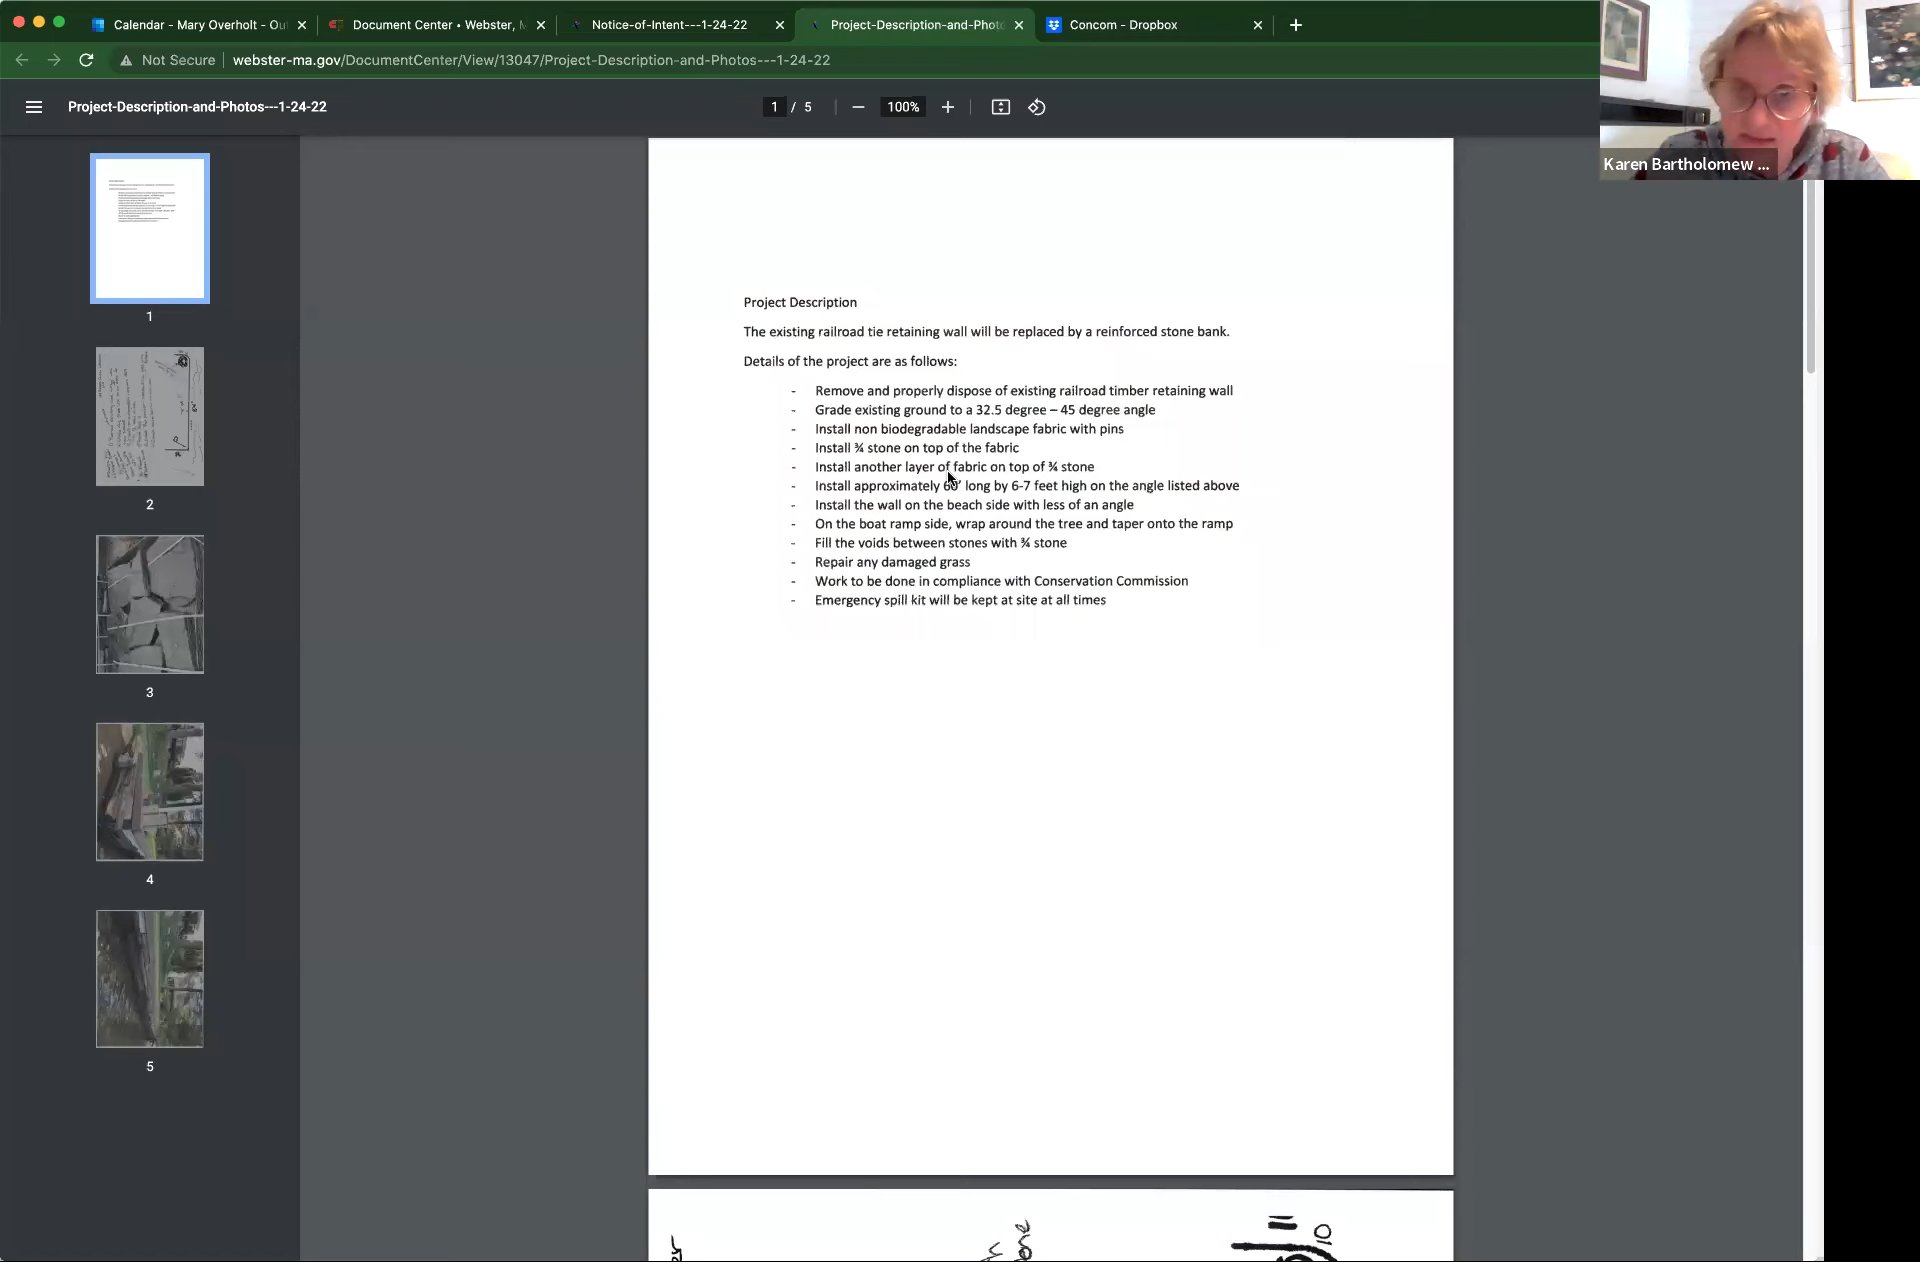 Calendar - Mary Overholt - Ou
Document Center • Webster, M
Notice-of-Intent---1-24-22
Project-Description-and-Photo
Concom - Dropbox
Not Secure
webster-ma.gov/DocumentCenter/View/13047/Project-Description-and-Photos---1-24-22
Project-Description-and-Photos---1-24-22
1 / 5
100%
Karen Bartholomew ...
1
2
3
4
5
Project Description
The existing railroad tie retaining wall will be replaced by a reinforced stone bank.
Details of the project are as follows:
- Remove and properly dispose of existing railroad timber retaining wall
- Grade existing ground to a 32.5 degree – 45 degree angle
- Install non biodegradable landscape fabric with pins
- Install ¾ stone on top of the fabric
- Install another layer of fabric on top of ¾ stone
- Install approximately 60' long by 6-7 feet high on the angle listed above
- Install the wall on the beach side with less of an angle
- On the boat ramp side, wrap around the tree and taper onto the ramp
- Fill the voids between stones with ¾ stone
- Repair any damaged grass
- Work to be done in compliance with Conservation Commission
- Emergency spill kit will be kept at site at all times
10